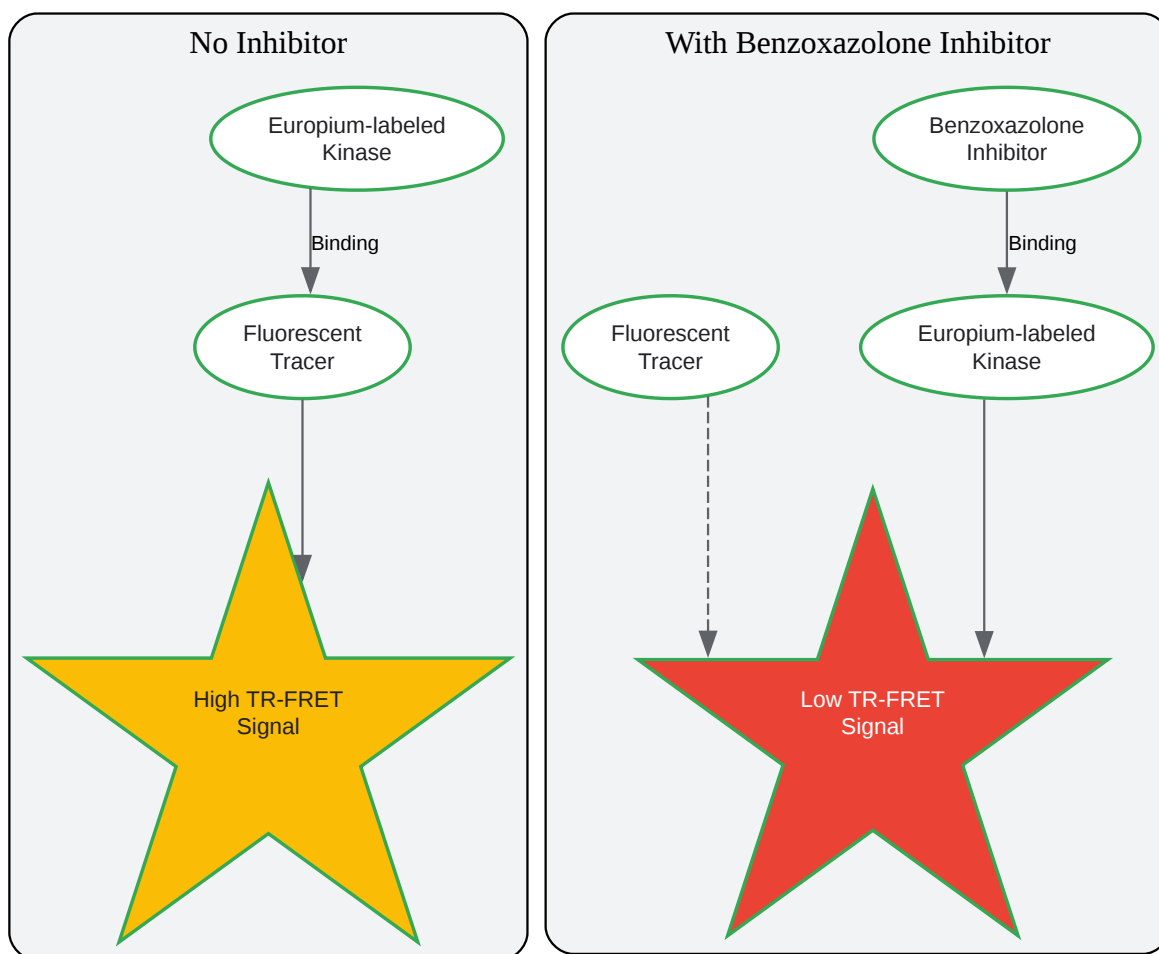 No Inhibitor
Europium-labeled
Kinase
Binding
Fluorescent
Tracer
High TR-FRET
Signal
With Benzoxazolone Inhibitor
Benzoxazolone
Inhibitor
Binding
Fluorescent
Tracer
Europium-labeled
Kinase
Low TR-FRET
Signal